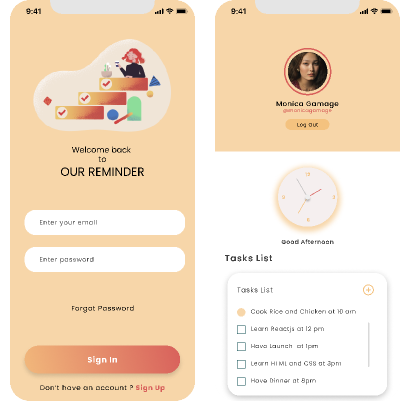 9:41
Welcome back
to
OUR REMINDER
Enter your email
Enter password
Forgot Password
Sign In
Don't have an account ? Sign Up
9:41
Monica Gamage
@monicagamage
Log Out
Good Afternoon
Tasks List
Tasks List
Cook Rice and Chicken at 10 am
Learn Reactjs at 12 pm
Have Launch at 1pm
Learn HTML and CSS at 3pm
Have Dinner at 8pm